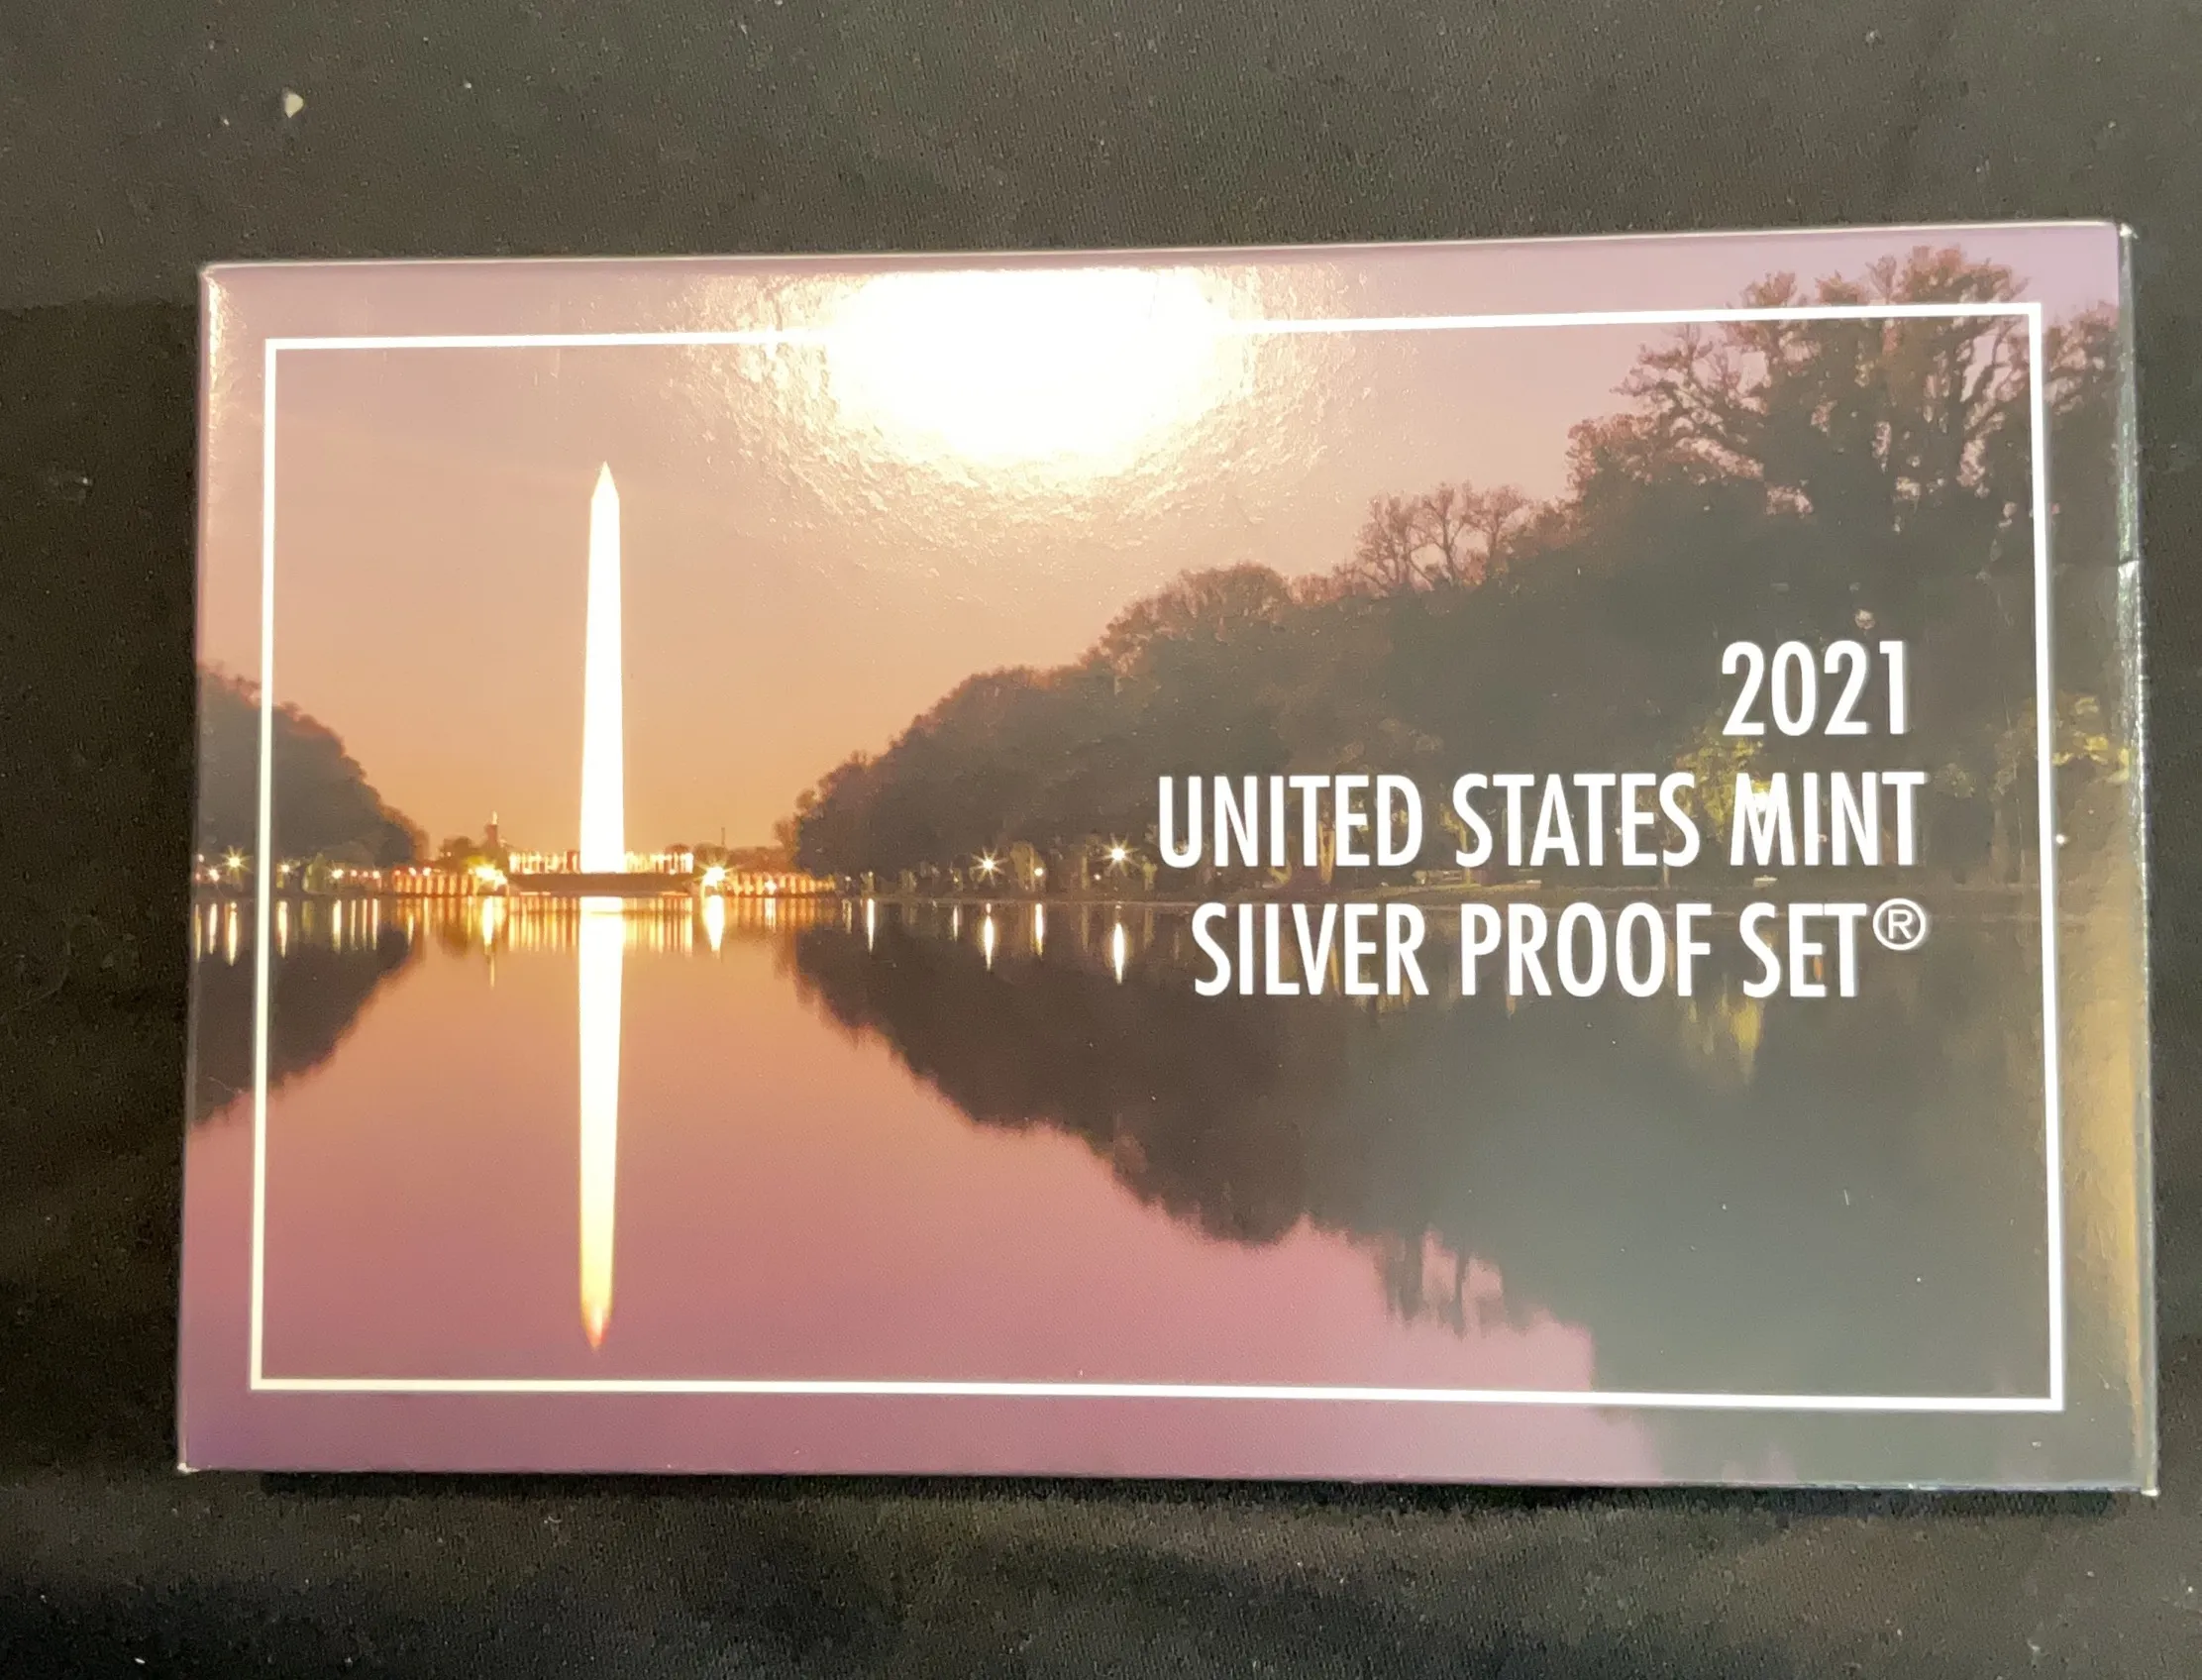 2021
UNITED STATES MINT
SILVER PROOF SET®